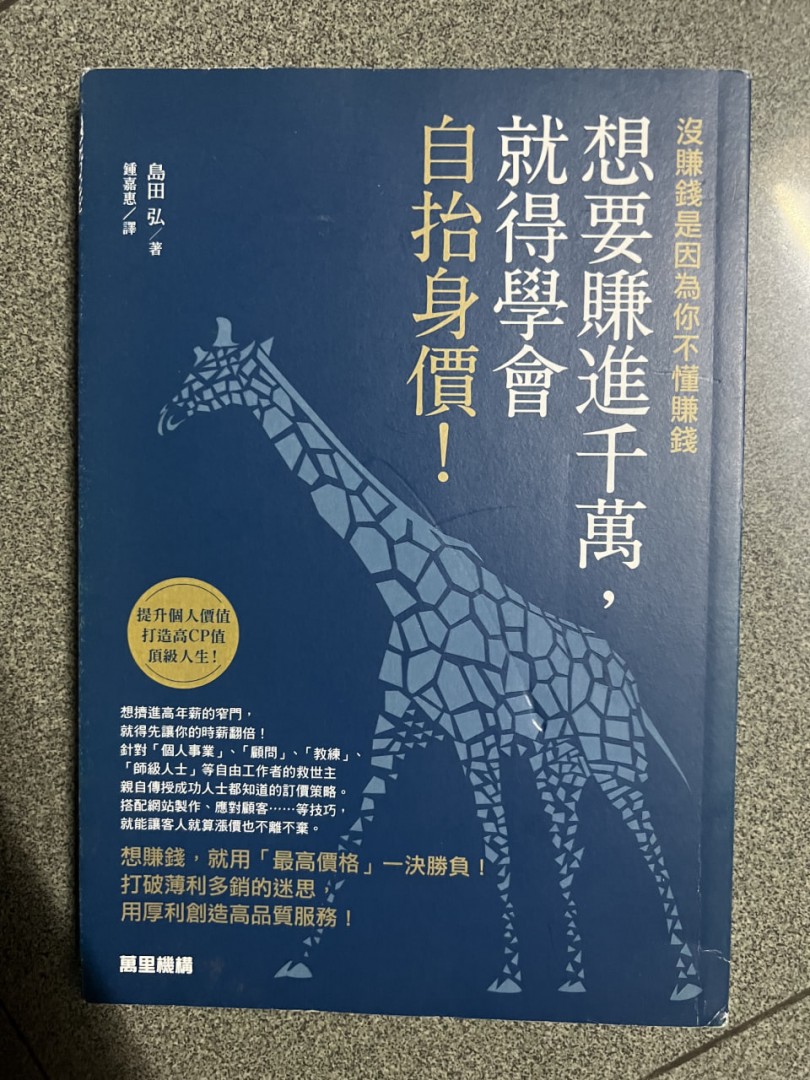 沒賺錢是因為你不懂賺錢
想要賺進千萬，
就得學會
自抬身價！
島田 弘／著
鍾嘉惠／譯
提升個人價值
打造高CP值
頂級人生！
想擠進高年薪的窄門，
就得先讓你的時薪翻倍！
針對「個人事業」、「顧問」、「教練」、
「師級人士」等自由工作者的救世主
親自傳授成功人士都知道的訂價策略。
搭配網站製作、應對顧客……等技巧，
就能讓客人就算漲價也不離不棄。
想賺錢，就用「最高價格」一決勝負！
打破薄利多銷的迷思，
用厚利創造高品質服務！
萬里機構